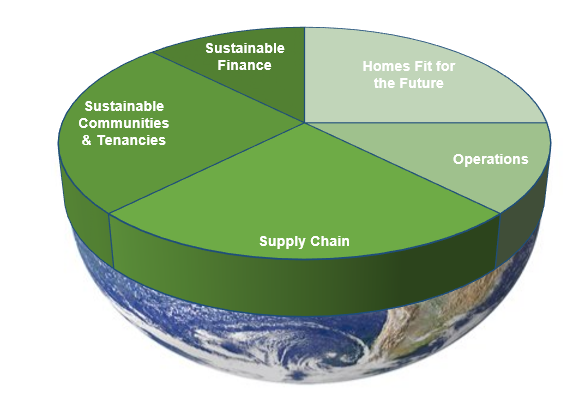 Sustainable
Finance
Homes Fit for
the Future
Sustainable
Communities
& Tenancies
Operations
Supply Chain